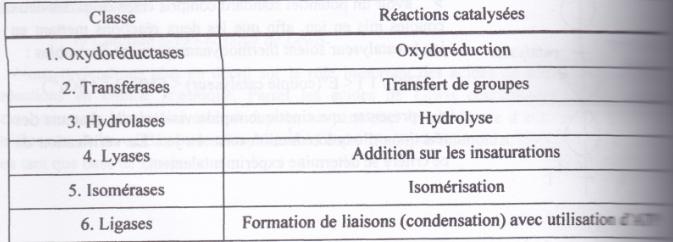 Classe Réactions catalysées
1. Oxydoréductases Oxydoréduction
2. Transférases Transfert de groupes
3. Hydrolases Hydrolyse
4. Lyases Addition sur les insaturations
5. Isomérases Isomérisation
6. Ligases Formation de liaisons (condensation) avec utilisation